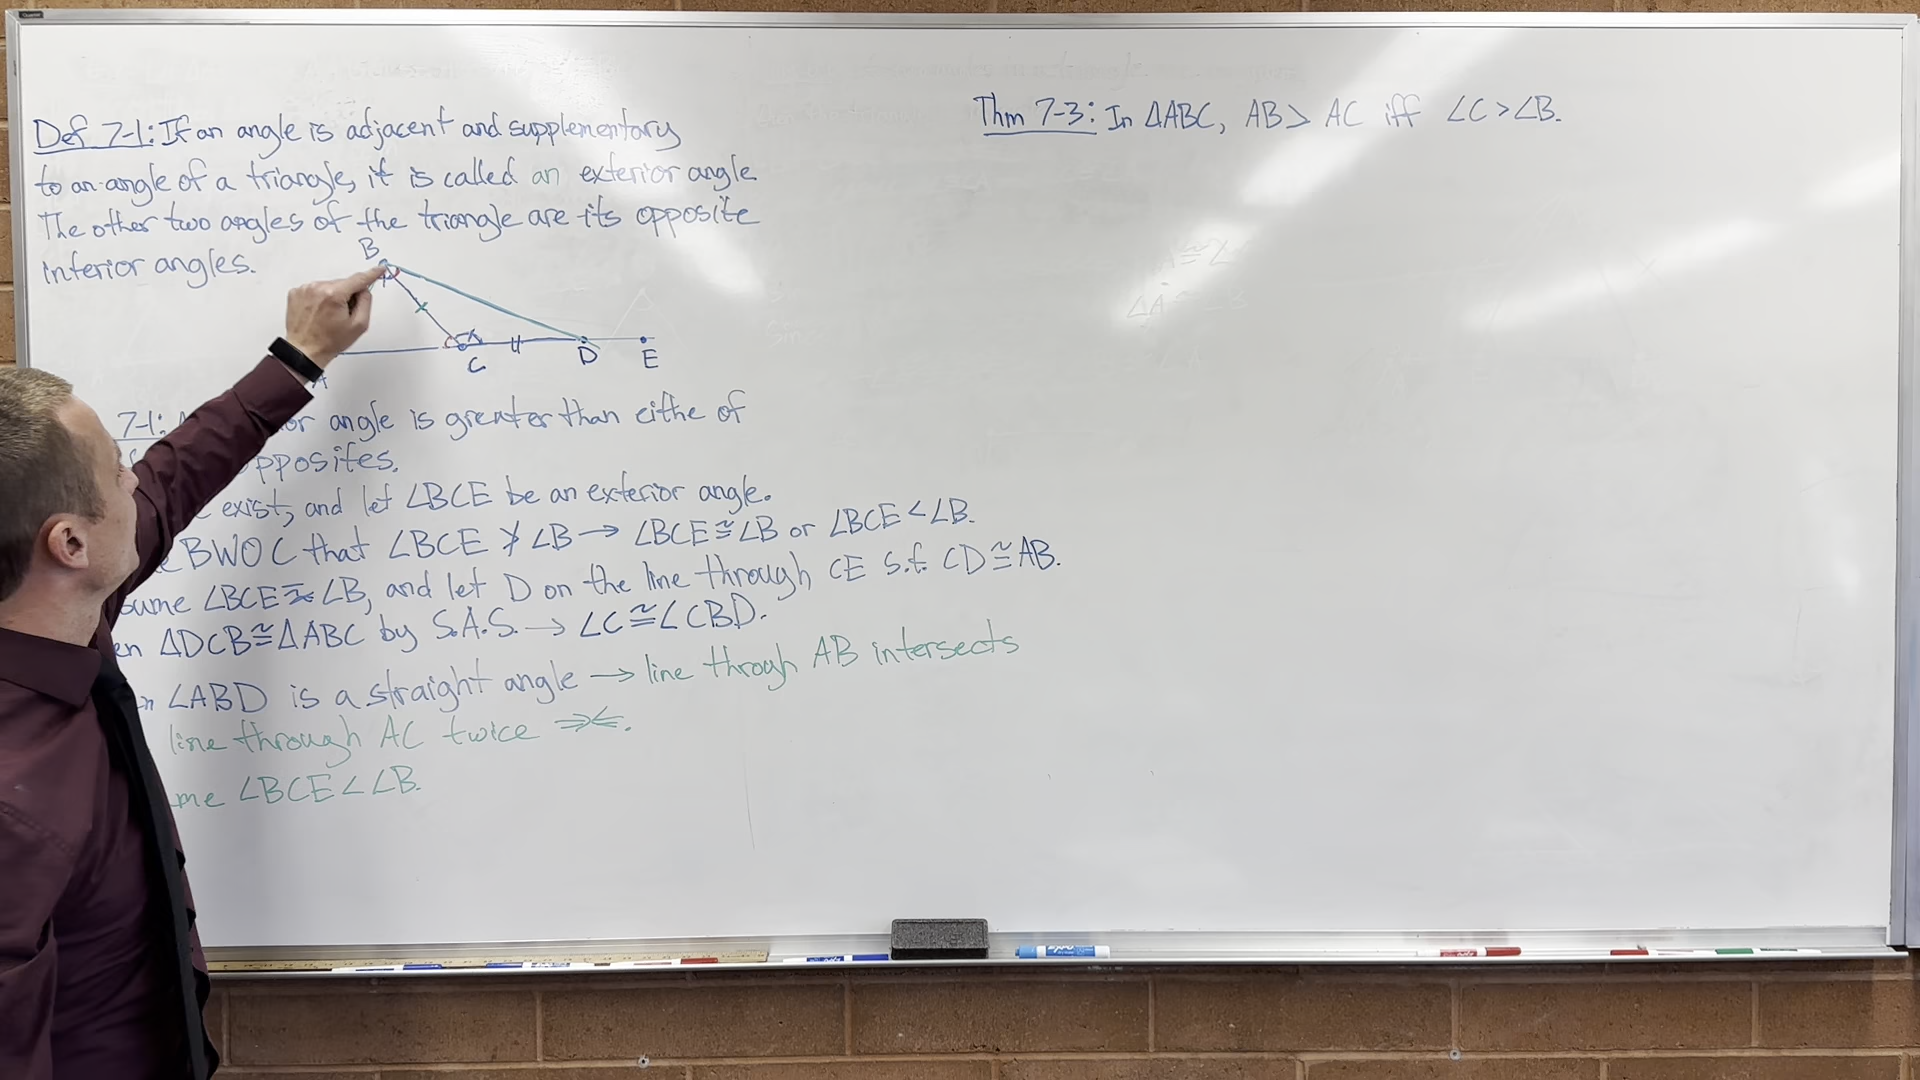 Def 7-1: If an angle is adjacent and supplementary
to an angle of a triangle, it is called an exterior angle.
The other two angles of the triangle are its opposite
interior angles.
B
C
D
E
A
7-1: angle is greater than eithe of
opposites.
exist, and let ∠BCE be an exterior angle.
BWOC that ∠BCE ≯ ∠B → ∠BCE ≅ ∠B or ∠BCE < ∠B.
∠BCE ≅ ∠B, and let D on the line through CE s.t. CD ≅ AB.
ΔDCB ≅ ΔABC by S.A.S. → ∠C ≅ ∠CBD.
∠ABD is a straight angle → line throogh AB intersects
line through AC twice ⇒⇐.
∠BCE < ∠B.
Thm 7-3: In ΔABC, AB > AC iff ∠C > ∠B.